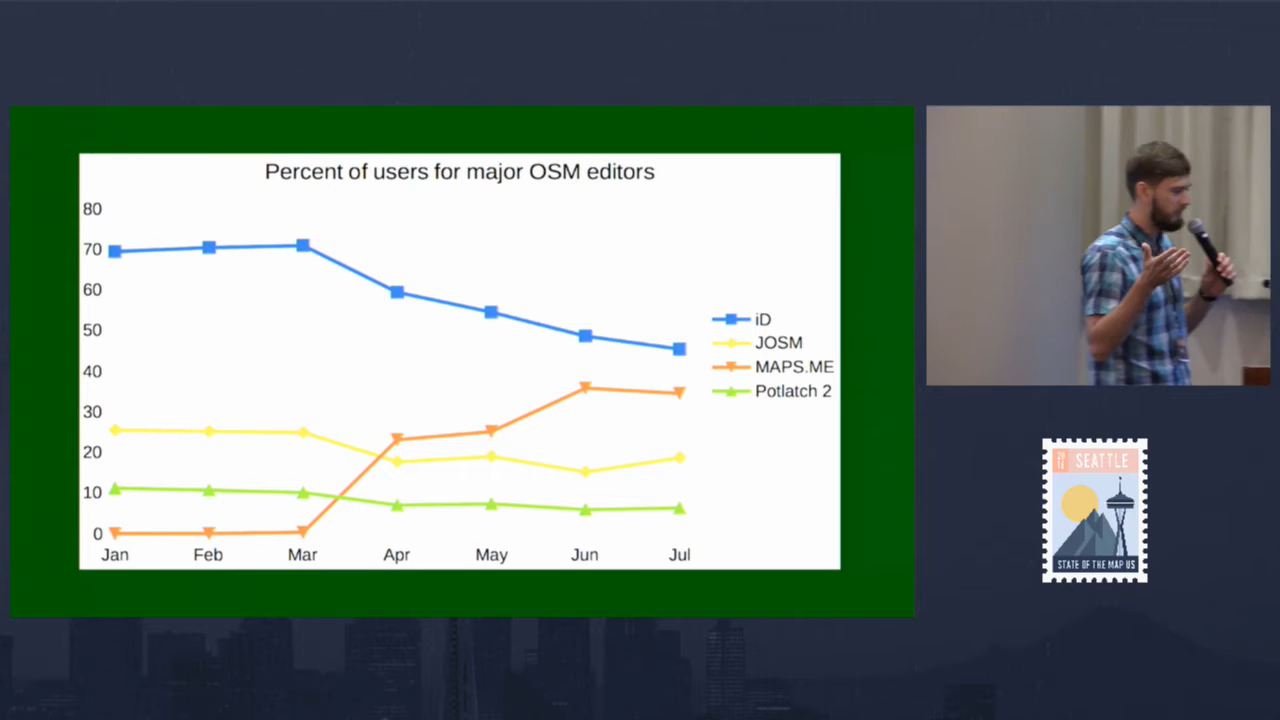 Percent of users for major OSM editors
80
70
60
50
40
30
20
10
0
Jan Feb Mar Apr May Jun Jul
iD
JOSM
MAPS.ME
Potlatch 2
SEATTLE
STATE OF THE MAP US